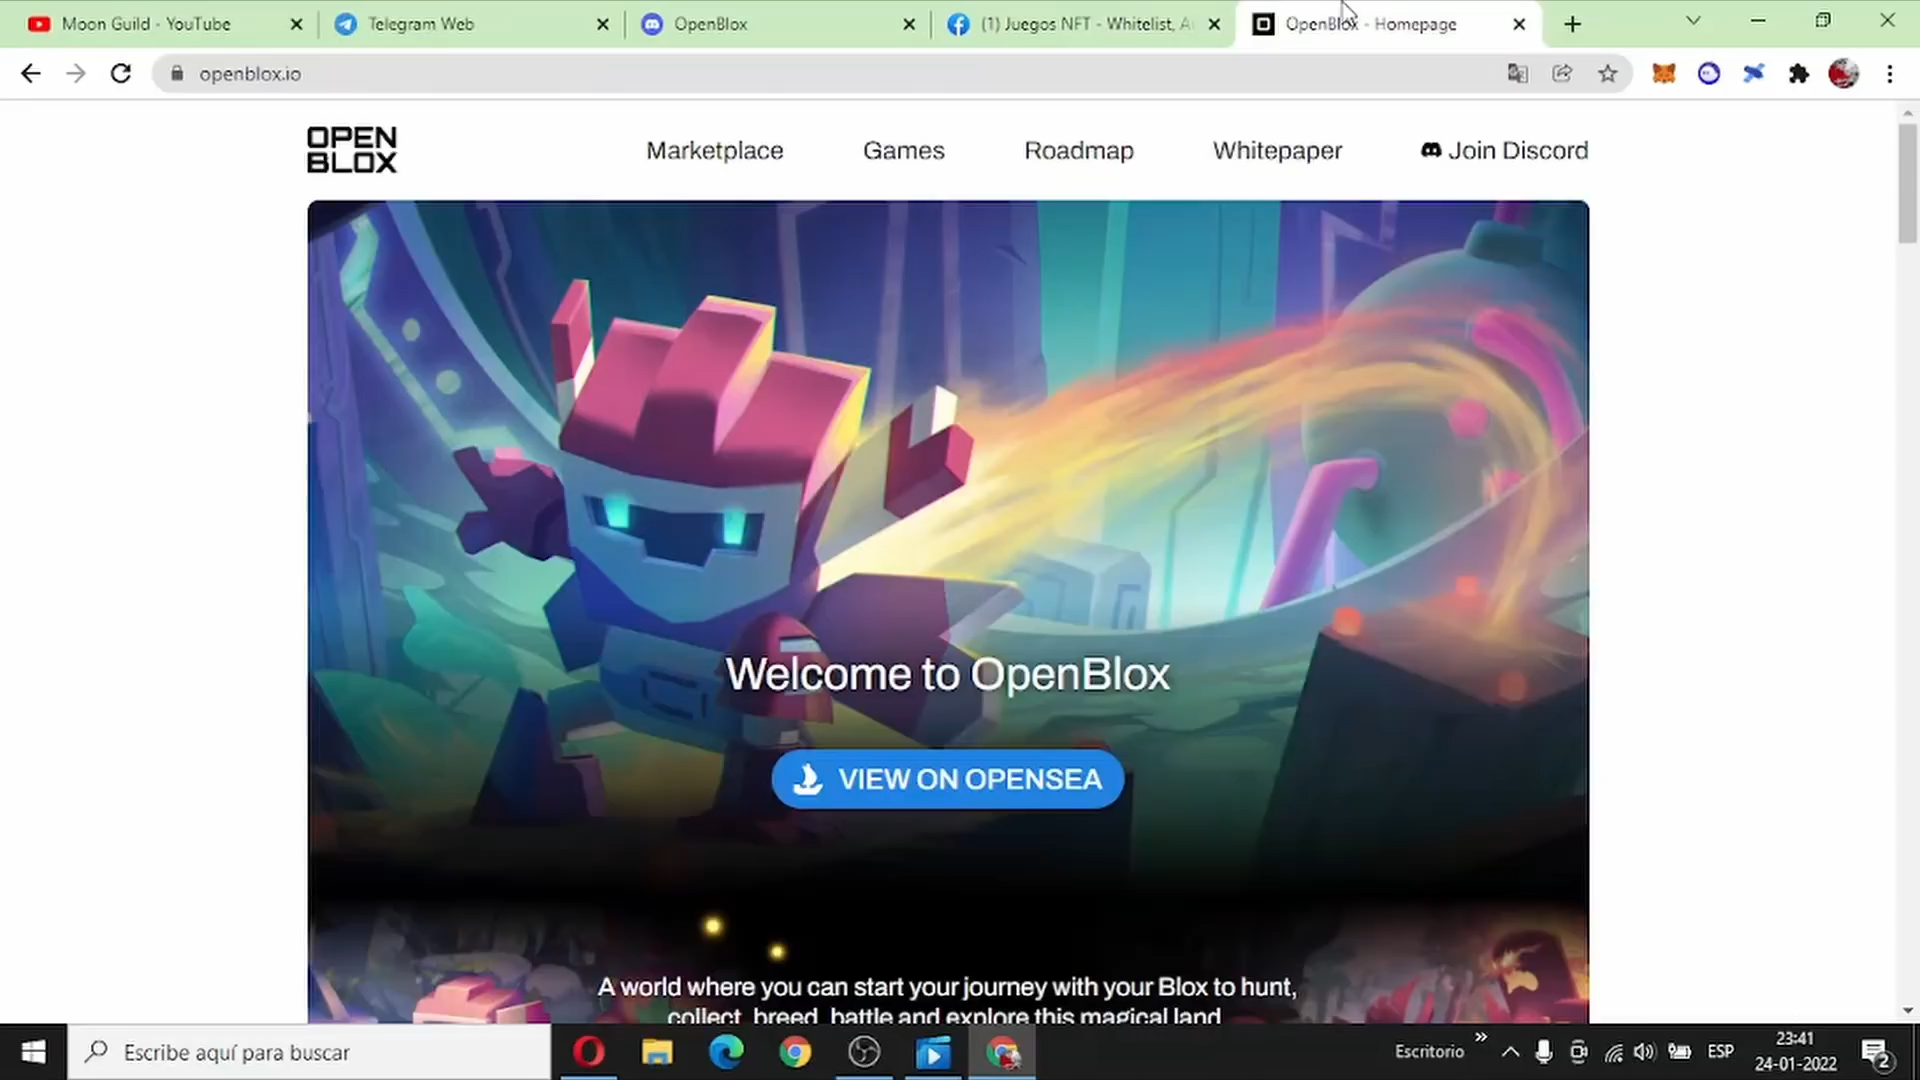 Moon Guild - YouTube
Telegram Web
OpenBlox
(1) Juegos NFT - Whitelist, A
OpenBlox - Homepage
openblox.io
OPEN
BLOX
Marketplace
Games
Roadmap
Whitepaper
Join Discord
Welcome to OpenBlox
VIEW ON OPENSEA
A world where you can start your journey with your Blox to hunt,
collect, breed, battle and explore this magical land
Escribe aquí para buscar
Escritorio
ESP
23:41
24-01-2022
2